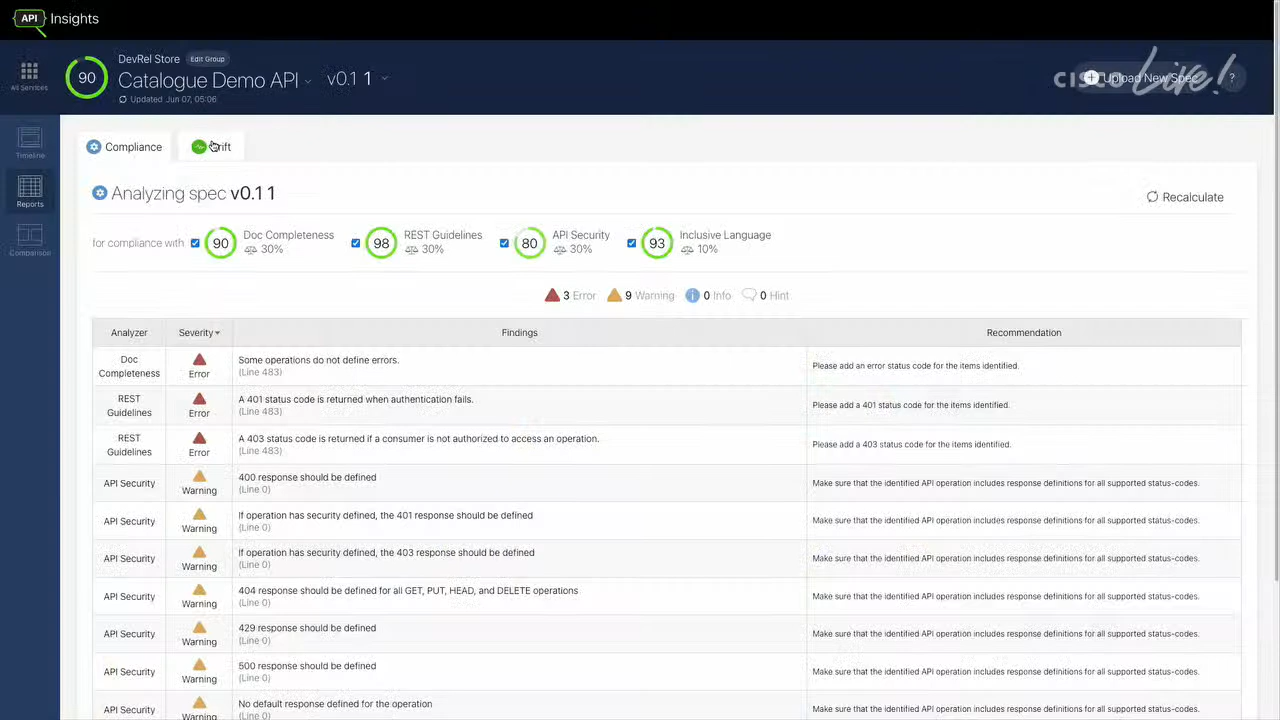 API Insights
DevRel Store Edit Group
90
Catalogue Demo API v0.1 1
Updated Jun 07, 05:06
CISCO Live!
Upload New Spec ?
All Services
Timeline
Reports
Comparison
Compliance
Analyzing spec v0.1 1
Recalculate
for compliance with 90 Doc Completeness 30% 98 REST Guidelines 30% 80 API Security 30% 93 Inclusive Language 10%
3 Error 9 Warning 0 Info 0 Hint
Analyzer Severity Findings Recommendation
Doc Completeness Error Some operations do not define errors. Please add an error status code for the items identified.
(Line 483)
REST Guidelines Error A 401 status code is returned when authentication fails. Please add a 401 status code for the items identified.
(Line 483)
REST Guidelines Error A 403 status code is returned if a consumer is not authorized to access an operation. Please add a 403 status code for the items identified.
(Line 483)
API Security Warning 400 response should be defined Make sure that the identified API operation includes response definitions for all supported status-codes.
(Line 0)
API Security Warning If operation has security defined, the 401 response should be defined Make sure that the identified API operation includes response definitions for all supported status-codes.
(Line 0)
API Security Warning If operation has security defined, the 403 response should be defined Make sure that the identified API operation includes response definitions for all supported status-codes.
(Line 0)
API Security Warning 404 response should be defined for all GET, PUT, HEAD, and DELETE operations Make sure that the identified API operation includes response definitions for all supported status-codes.
(Line 0)
API Security Warning 429 response should be defined Make sure that the identified API operation includes response definitions for all supported status-codes.
(Line 0)
API Security Warning 500 response should be defined Make sure that the identified API operation includes response definitions for all supported status-codes.
(Line 0)
API Security Warning No default response defined for the operation Make sure that the identified API operation includes response definitions for all supported status-codes.
(Line 0)